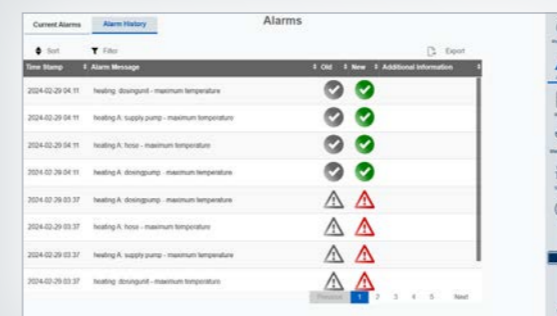 Alarms
Current Alarms Alarm History
Sort Filter Export
Time Stamp Alarm Message Old New Additional Information
2024-02-29 04:11 heating: dosingunit - maximum temperature
2024-02-29 04:11 heating A: supply pump - maximum temperature
2024-02-29 04:11 heating A: hose - maximum temperature
2024-02-29 04:11 heating A: dosingpump - maximum temperature
2024-02-29 03:37 heating A: dosingpump - maximum temperature
2024-02-29 03:37 heating A: hose - maximum temperature
2024-02-29 03:37 heating A: supply pump - maximum temperature
2024-02-29 03:37 heating: dosingunit - maximum temperature
Previous 1 2 3 4 5 Next